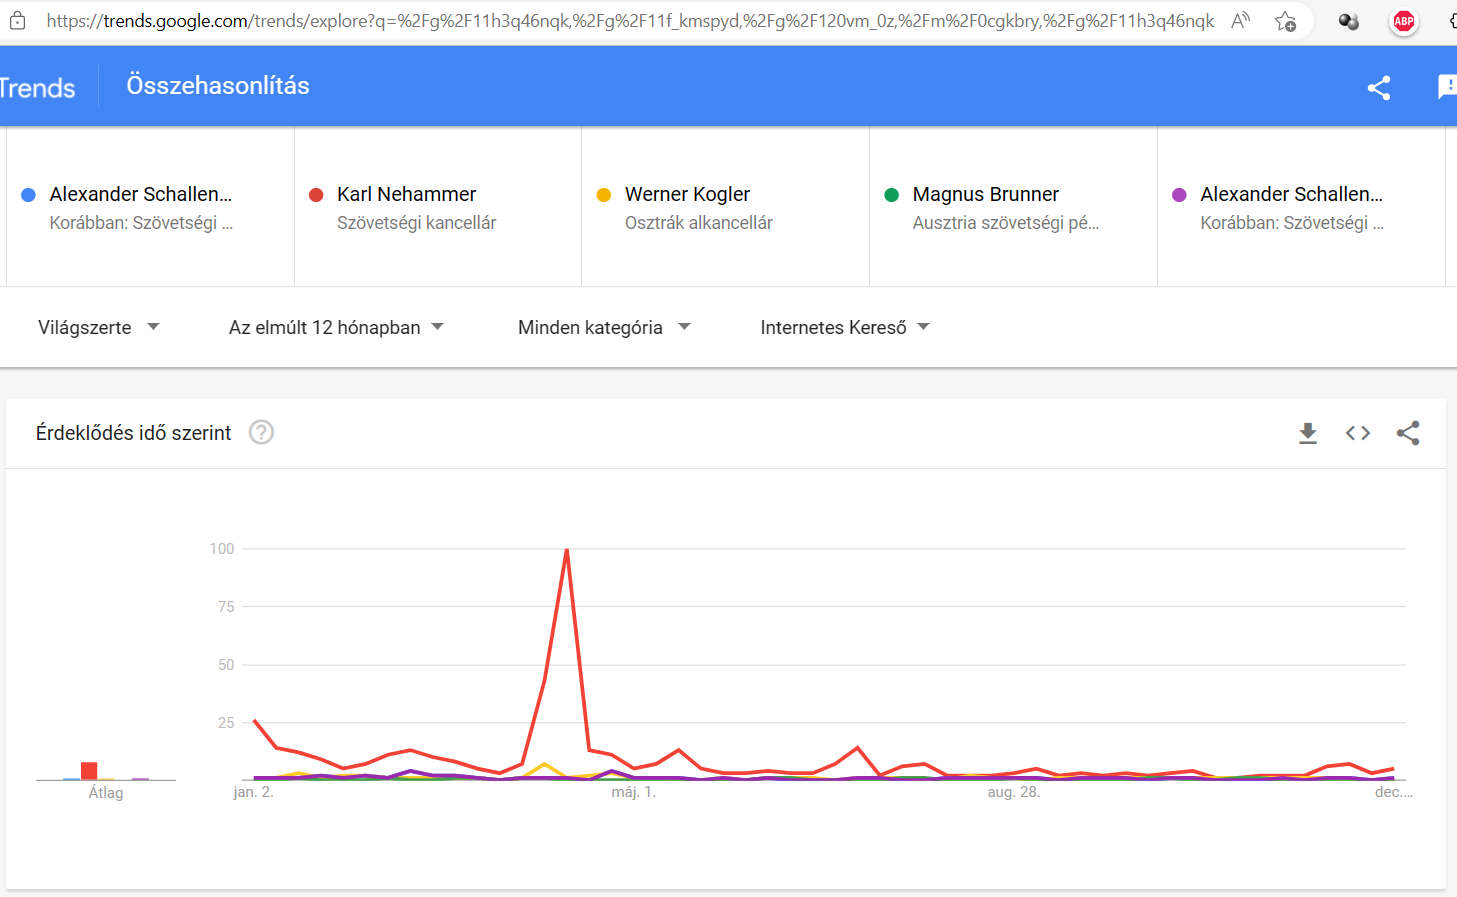 https://trends.google.com/trends/explore?q=%2Fg%2F11h3q46nqk,%2Fg%2F11f_kmspyd,%2Fg%2F120vm_0z,%2Fm%2F0cgkbry,%2Fg%2F11h3q46nqk
ABP
Trends
Összehasonlítás
Alexander Schallen...
Korábban: Szövetségi ...
Karl Nehammer
Szövetségi kancellár
Werner Kogler
Osztrák alkancellár
Magnus Brunner
Ausztria szövetségi pé...
Alexander Schallen...
Korábban: Szövetségi ...
Világszerte
Az elmúlt 12 hónapban
Minden kategória
Internetes Kereső
Érdeklődés idő szerint
100
75
50
25
Átlag
jan. 2.
máj. 1.
aug. 28.
dec....